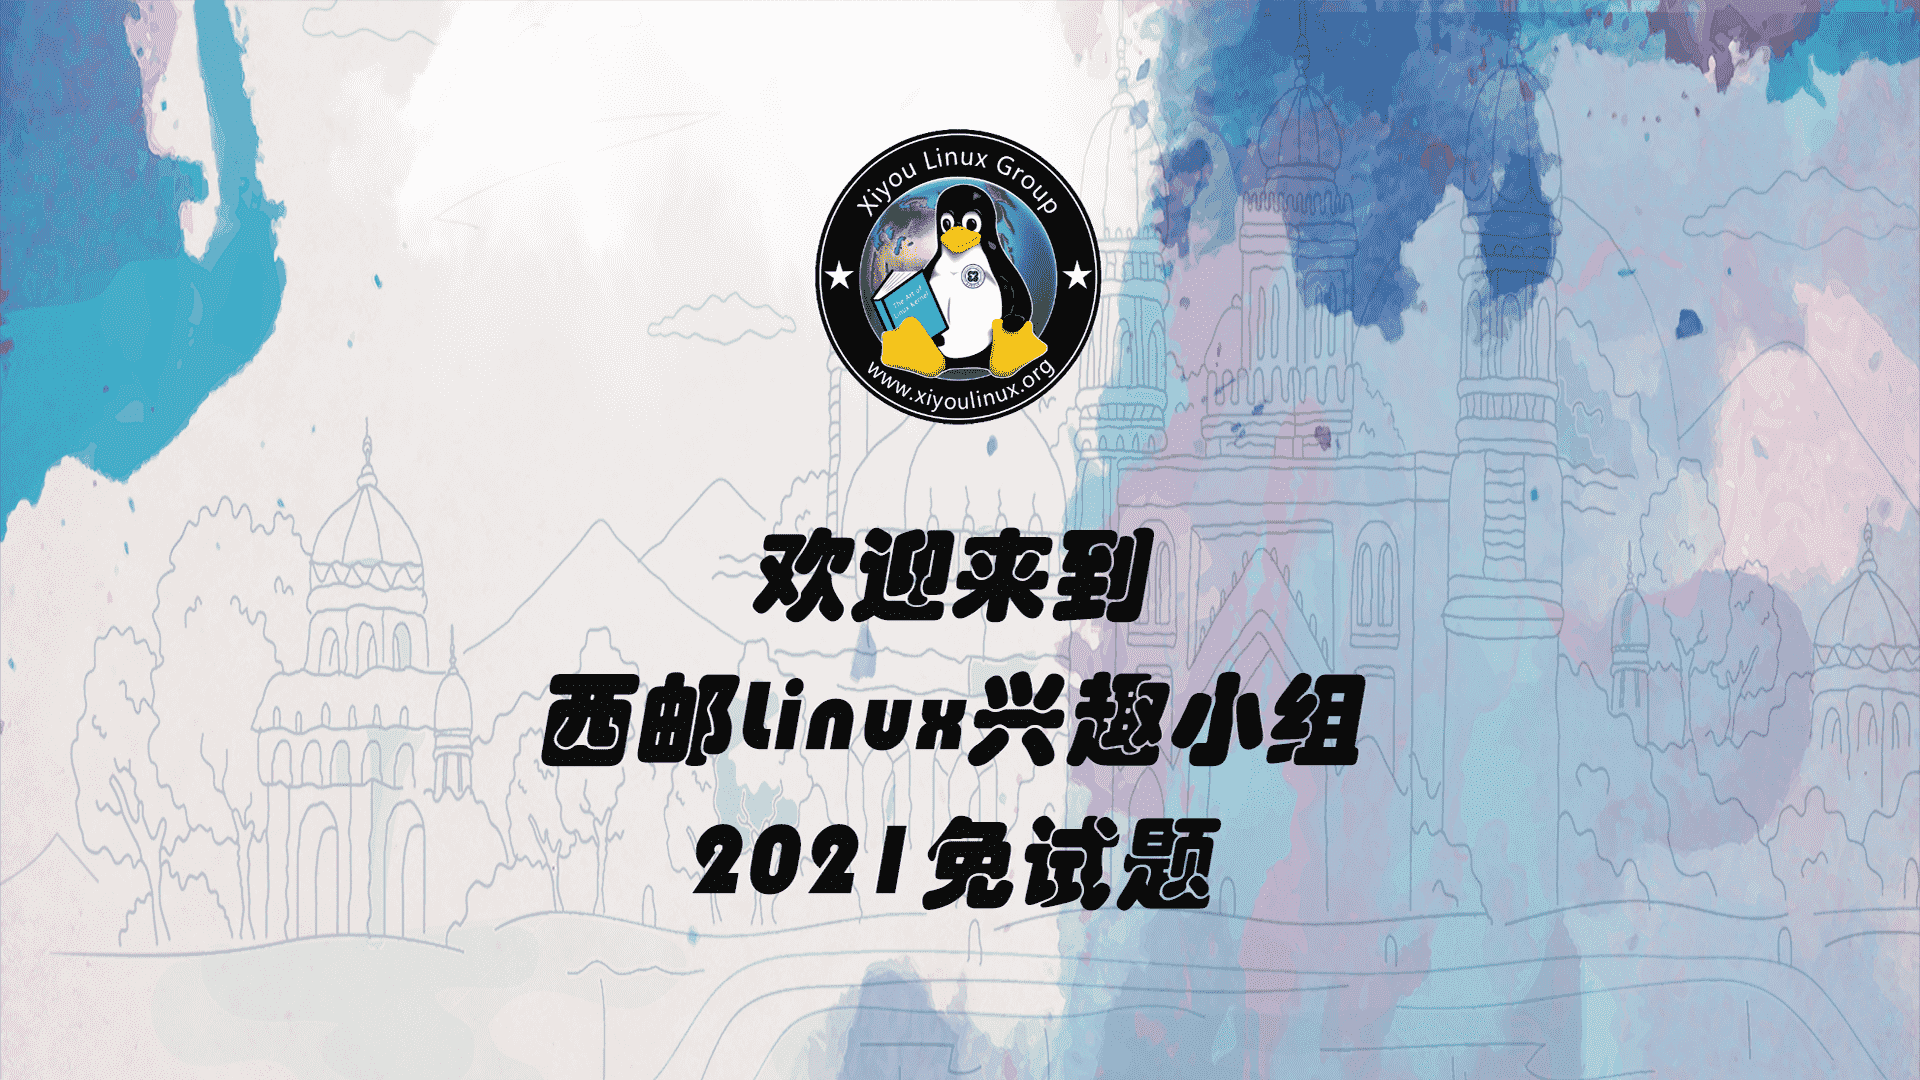 Xiyou Linux Group
The Art of
Linux Kernel
www.xiyoulinux.org
欢迎来到
西邮Linux兴趣小组
2021免试题